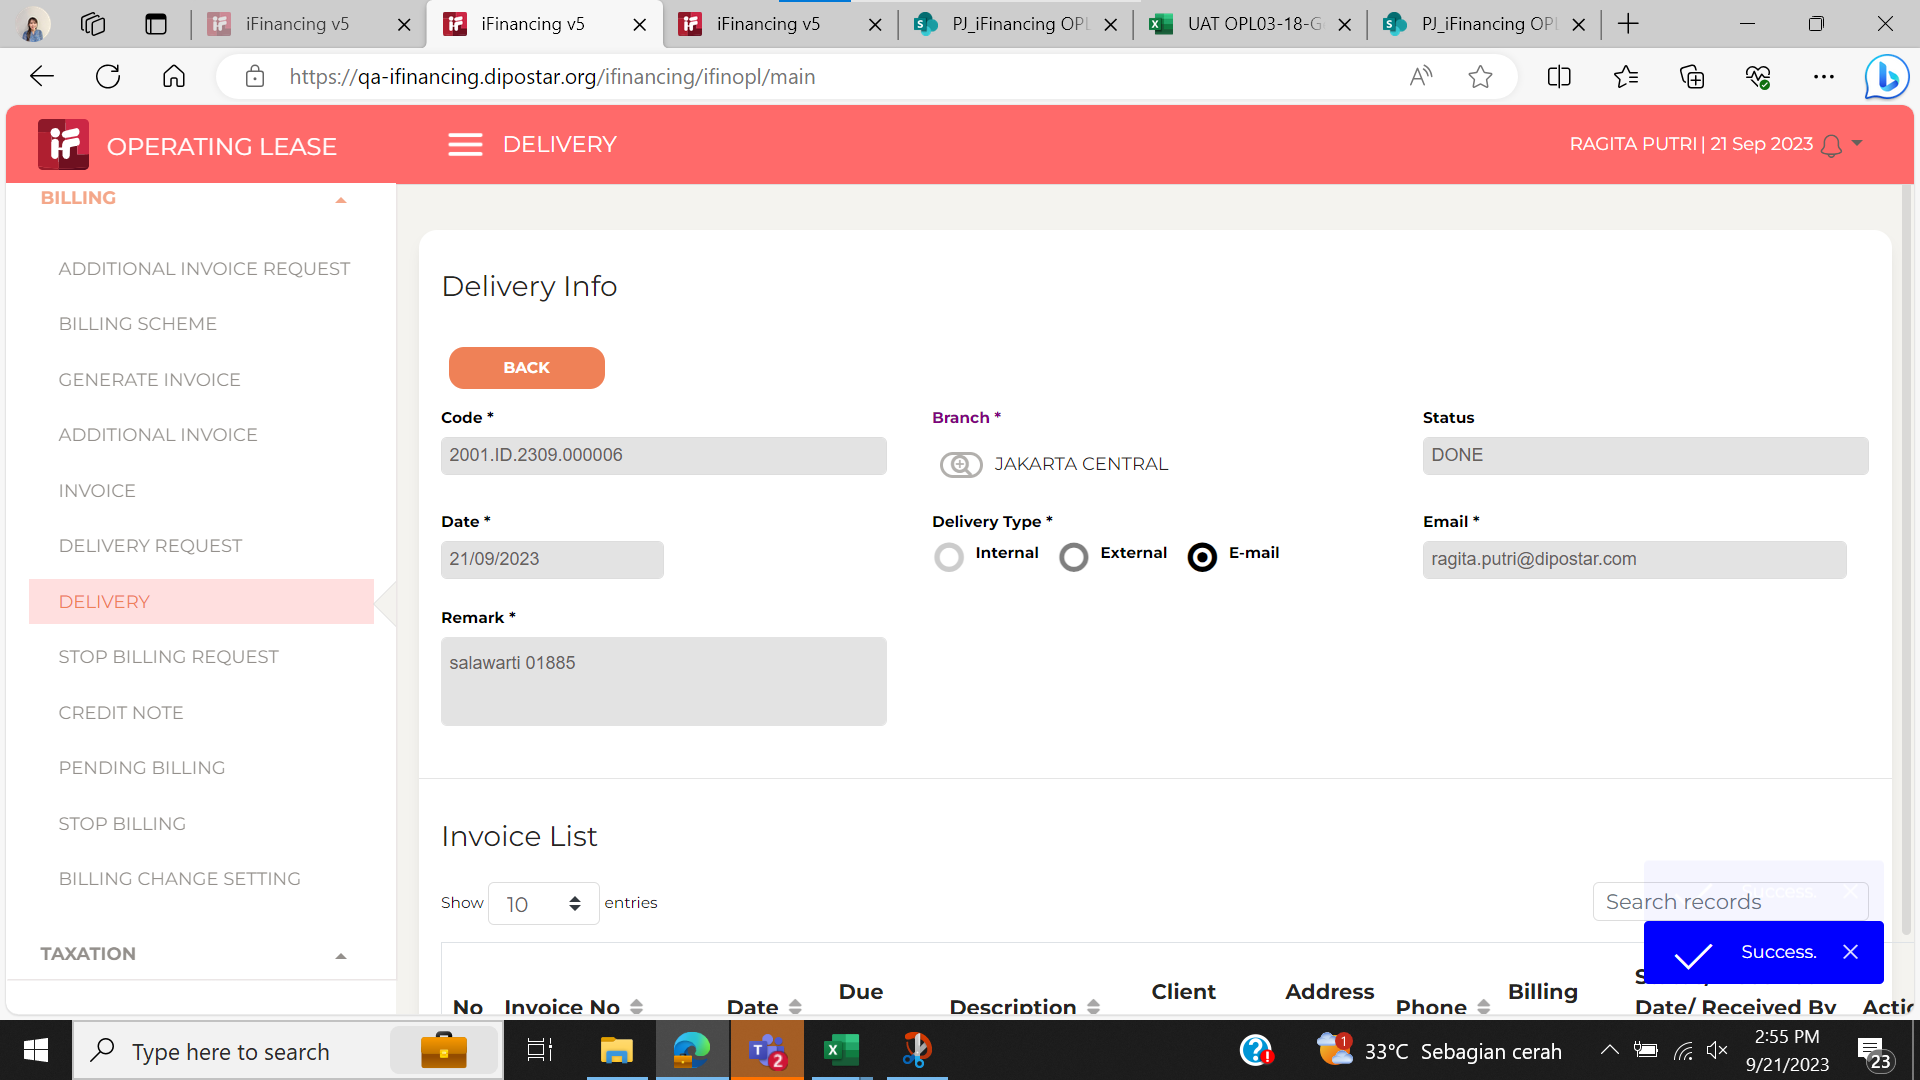 iFinancing v5
iFinancing v5
iFinancing v5
PJ_iFinancing OPL
UAT OPL03-18-G
PJ_iFinancing OPL
https://qa-ifinancing.dipostar.org/ifinancing/ifinopl/main
iF OPERATING LEASE
DELIVERY
RAGITA PUTRI | 21 Sep 2023
BILLING
ADDITIONAL INVOICE REQUEST
BILLING SCHEME
GENERATE INVOICE
ADDITIONAL INVOICE
INVOICE
DELIVERY REQUEST
DELIVERY
STOP BILLING REQUEST
CREDIT NOTE
PENDING BILLING
STOP BILLING
BILLING CHANGE SETTING
TAXATION
Delivery Info
BACK
Code *
2001.ID.2309.000006
Branch *
JAKARTA CENTRAL
Status
DONE
Date *
21/09/2023
Delivery Type *
Internal
External
E-mail
Email *
ragita.putri@dipostar.com
Remark *
salawarti 01885
Invoice List
Show 10 entries
Search records
Success.
Success.
No
Invoice No
Date
Due
Description
Client
Address
Phone
Billing
Date/ Received By
Actio
Type here to search
2
1
33°C Sebagian cerah
2:55 PM
9/21/2023
23